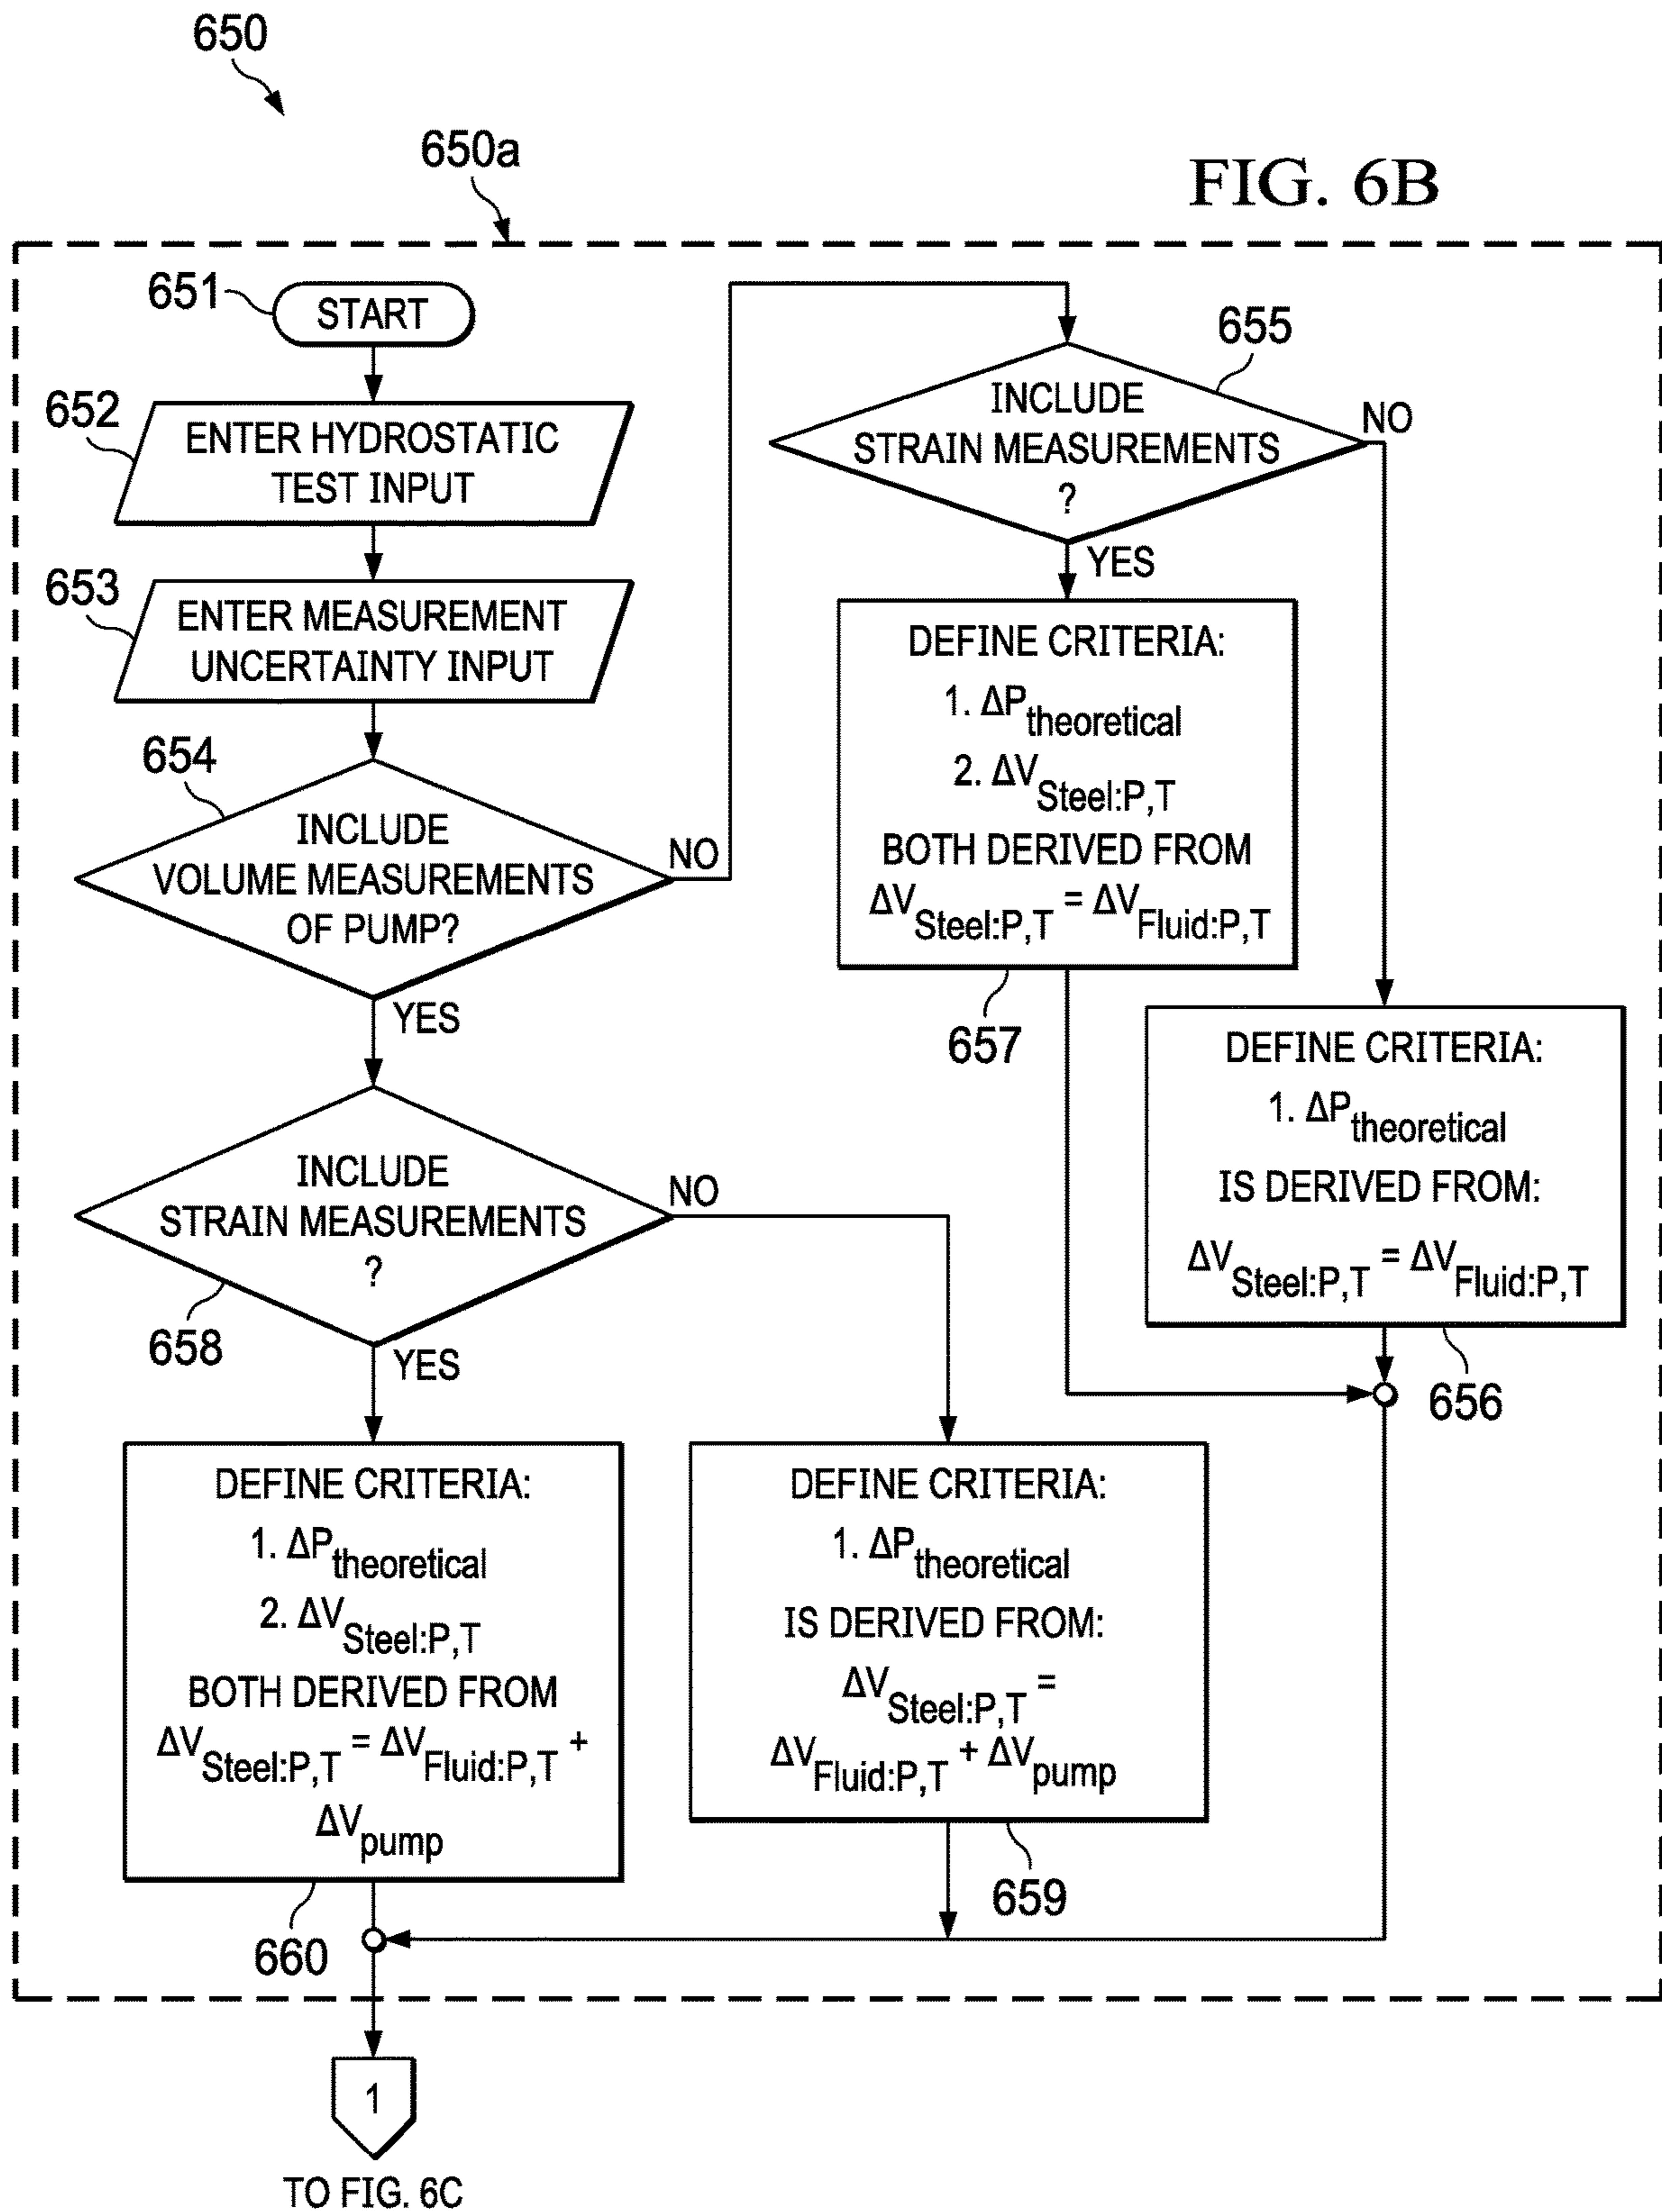 650
650a
FIG. 6B
651
START
652
ENTER HYDROSTATIC
TEST INPUT
653
ENTER MEASUREMENT
UNCERTAINTY INPUT
654
INCLUDE
VOLUME MEASUREMENTS
OF PUMP?
NO
YES
655
INCLUDE
STRAIN MEASUREMENTS
?
NO
YES
DEFINE CRITERIA:
1. ΔPtheoretical
2. ΔVSteel:P,T
BOTH DERIVED FROM
ΔVSteel:P,T = ΔVFluid:P,T
657
DEFINE CRITERIA:
1. ΔPtheoretical
IS DERIVED FROM:
ΔVSteel:P,T = ΔVFluid:P,T
656
INCLUDE
STRAIN MEASUREMENTS
?
NO
658
YES
DEFINE CRITERIA:
1. ΔPtheoretical
2. ΔVSteel:P,T
BOTH DERIVED FROM
ΔVSteel:P,T = ΔVFluid:P,T +
ΔVpump
660
DEFINE CRITERIA:
1. ΔPtheoretical
IS DERIVED FROM:
ΔVSteel:P,T =
ΔVFluid:P,T + ΔVpump
659
1
TO FIG. 6C